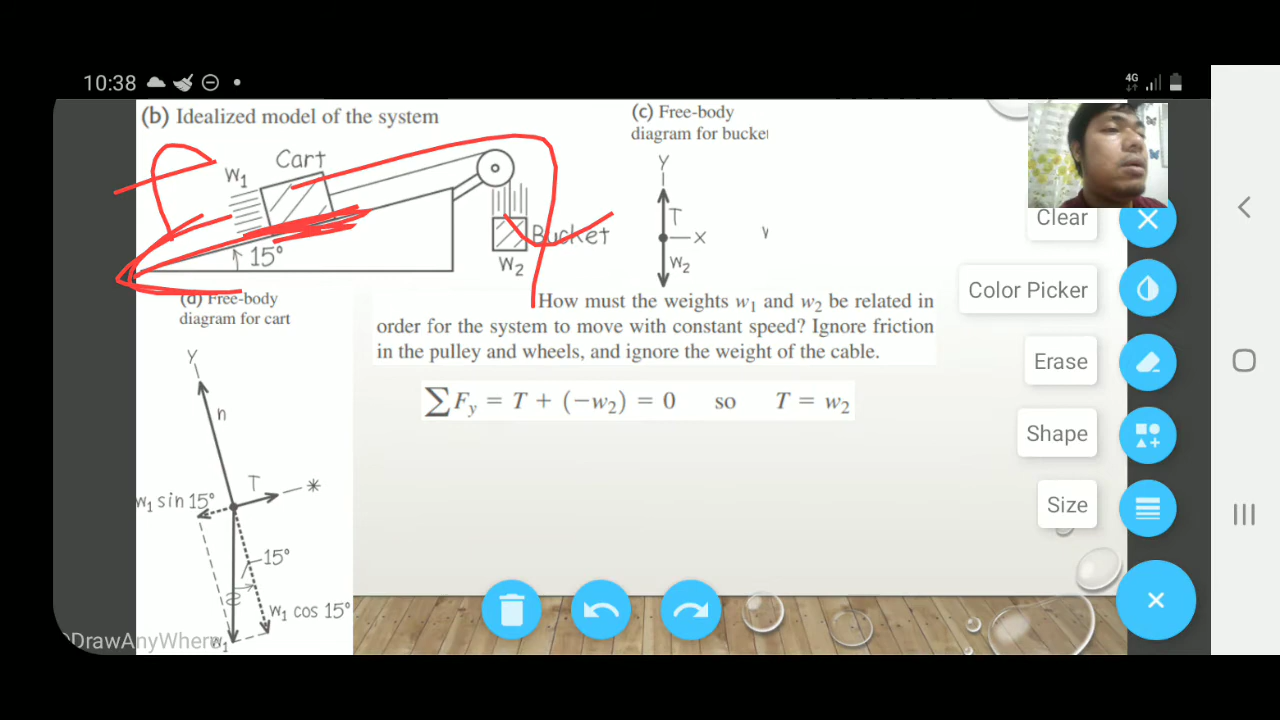 10:38
4G
(b) Idealized model of the system
Cart
W1
15°
Bucket
W2
(c) Free-body
diagram for bucket
Y
T
X
W2
(d) Free-body
diagram for cart
Y
n
T
w1 sin 15°
15°
w1 cos 15°
w1
How must the weights w1 and w2 be related in
order for the system to move with constant speed? Ignore friction
in the pulley and wheels, and ignore the weight of the cable.
∑Fy = T + (−w2) = 0 so T = w2
Clear
Color Picker
Erase
Shape
Size
DrawAnyWhere